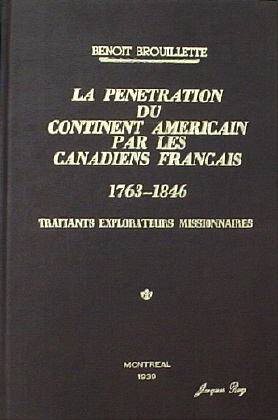 BENOIT BROUILLETTE
LA PENETRATION
DU
CONTINENT AMERICAIN
PAR LES
CANADIENS FRANCAIS
1763-1846
TRAITANTS EXPLORATEURS MISSIONNAIRES
MONTREAL
1939
Jacques